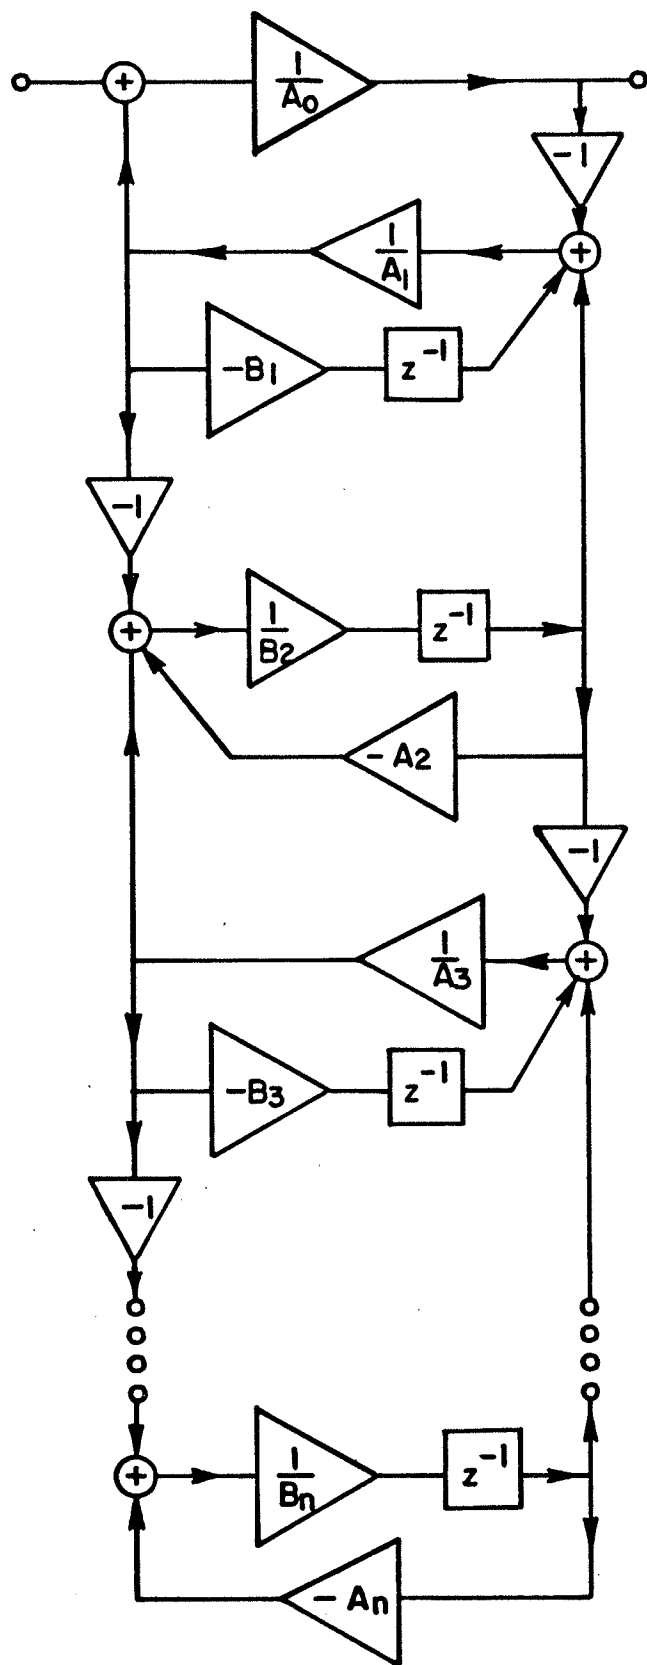 + 1/A₀
-1
1/A₁ +
-B₁ z⁻¹
-1
+ 1/B₂ z⁻¹
-A₂
-1
1/A₃ +
-B₃ z⁻¹
-1
+ 1/Bₙ z⁻¹
-Aₙ